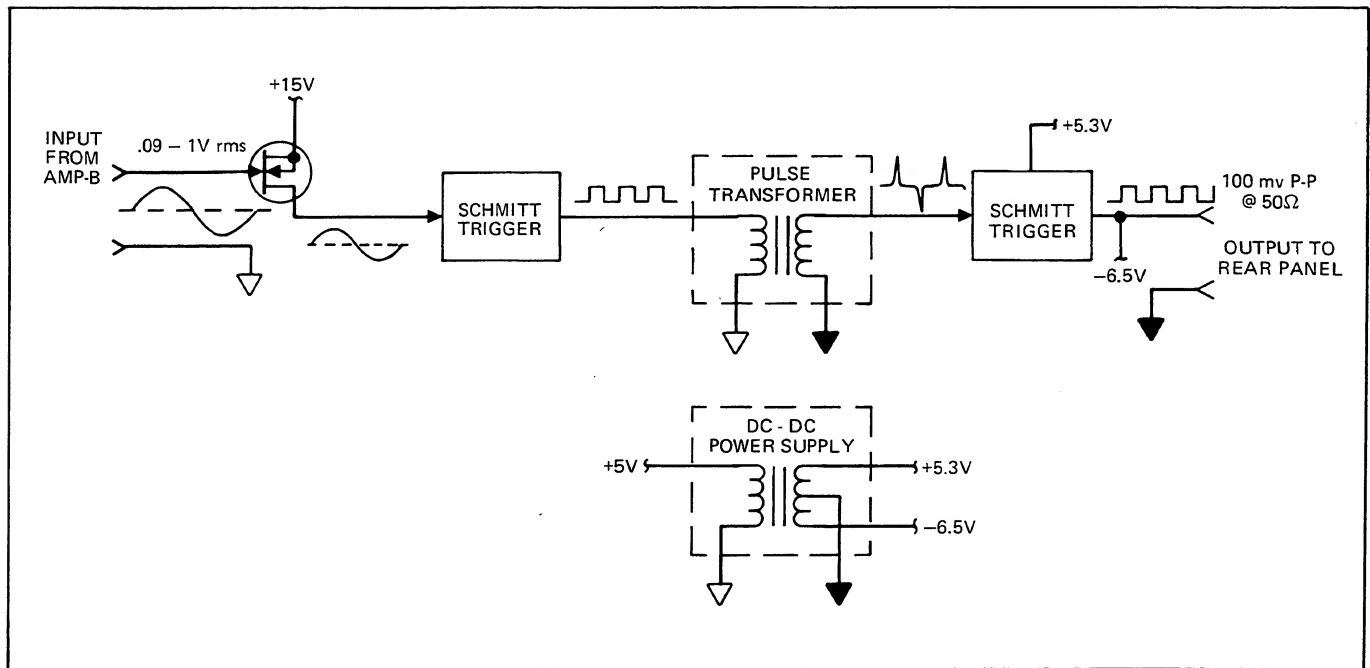 +15V
INPUT
FROM
AMP-B
.09 – 1V rms
SCHMITT
TRIGGER
PULSE
TRANSFORMER
+5.3V
SCHMITT
TRIGGER
100 mv P-P
@ 50Ω
–6.5V
OUTPUT TO
REAR PANEL
DC - DC
POWER SUPPLY
+5V
+5.3V
–6.5V